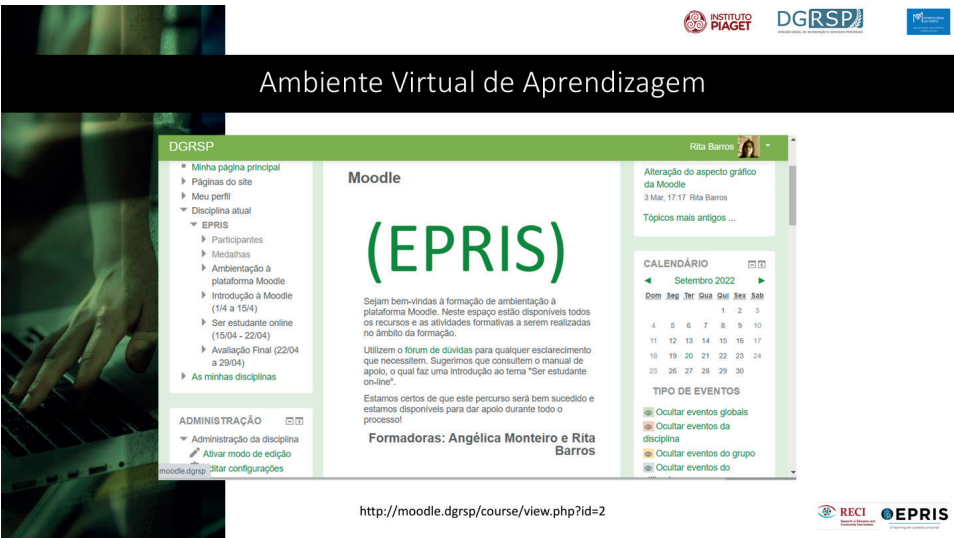 INSTITUTO
PIAGET
DGRSP
Ambiente Virtual de Aprendizagem
DGRSP
Rita Barros
Minha página principal
Páginas do site
Meu perfil
Disciplina atual
EPRIS
Participantes
Medalhas
Ambientação à
plataforma Moodle
Introdução à Moodle
(1/4 a 15/4)
Ser estudante online
(15/04 - 22/04)
Avaliação Final (22/04
a 29/04)
As minhas disciplinas
ADMINISTRAÇÃO
Administração da disciplina
Ativar modo de edição
ditar configurações
moodle.dgrsp
Moodle
(EPRIS)
Sejam bem-vindas à formação de ambientação à
plataforma Moodle. Neste espaço estão disponíveis todos
os recursos e as atividades formativas a serem realizadas
no âmbito da formação.
Utilizem o fórum de dúvidas para qualquer esclarecimento
que necessitem. Sugerimos que consultem o manual de
apoio, o qual faz uma introdução ao tema "Ser estudante
on-line".
Estamos certos de que este percurso será bem sucedido e
estamos disponíveis para dar apoio durante todo o
processo!
Formadoras: Angélica Monteiro e Rita
Barros
Alteração do aspecto gráfico
da Moodle
3 Mar, 17:17 Rita Barros
Tópicos mais antigos ...
CALENDÁRIO
Setembro 2022
Dom Seg Ter Qua Qui Sex Sab
1 2 3
4 5 6 7 8 9 10
11 12 13 14 15 16 17
18 19 20 21 22 23 24
25 26 27 28 29 30
TIPO DE EVENTOS
Ocultar eventos globais
Ocultar eventos da
disciplina
Ocultar eventos do grupo
Ocultar eventos do
http://moodle.dgrsp/course/view.php?id=2
RECI
EPRIS